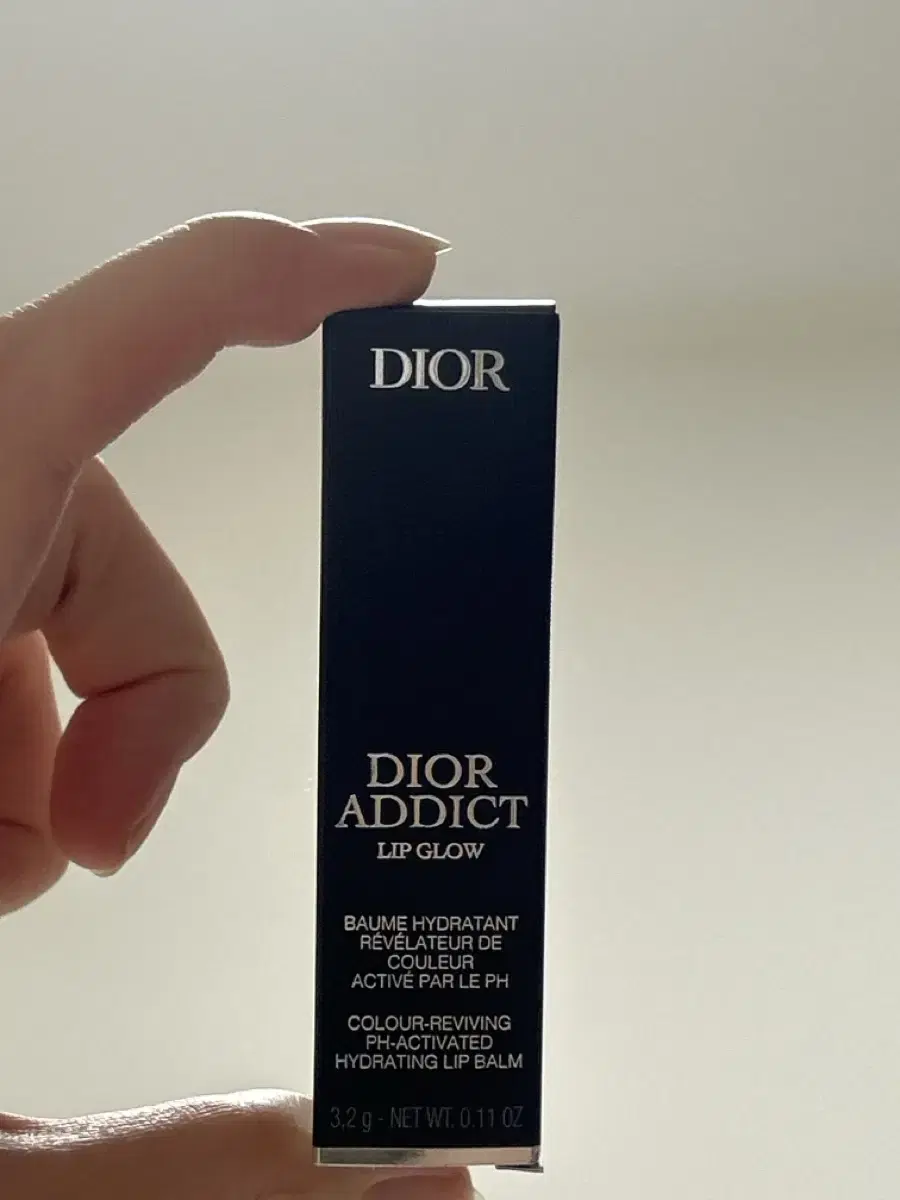 DIOR
DIOR
ADDICT
LIP GLOW
BAUME HYDRATANT
RÉVÉLATEUR DE
COULEUR
ACTIVÉ PAR LE PH
COLOUR-REVIVING
PH-ACTIVATED
HYDRATING LIP BALM
3,2 g - NET WT. 0.11 OZ